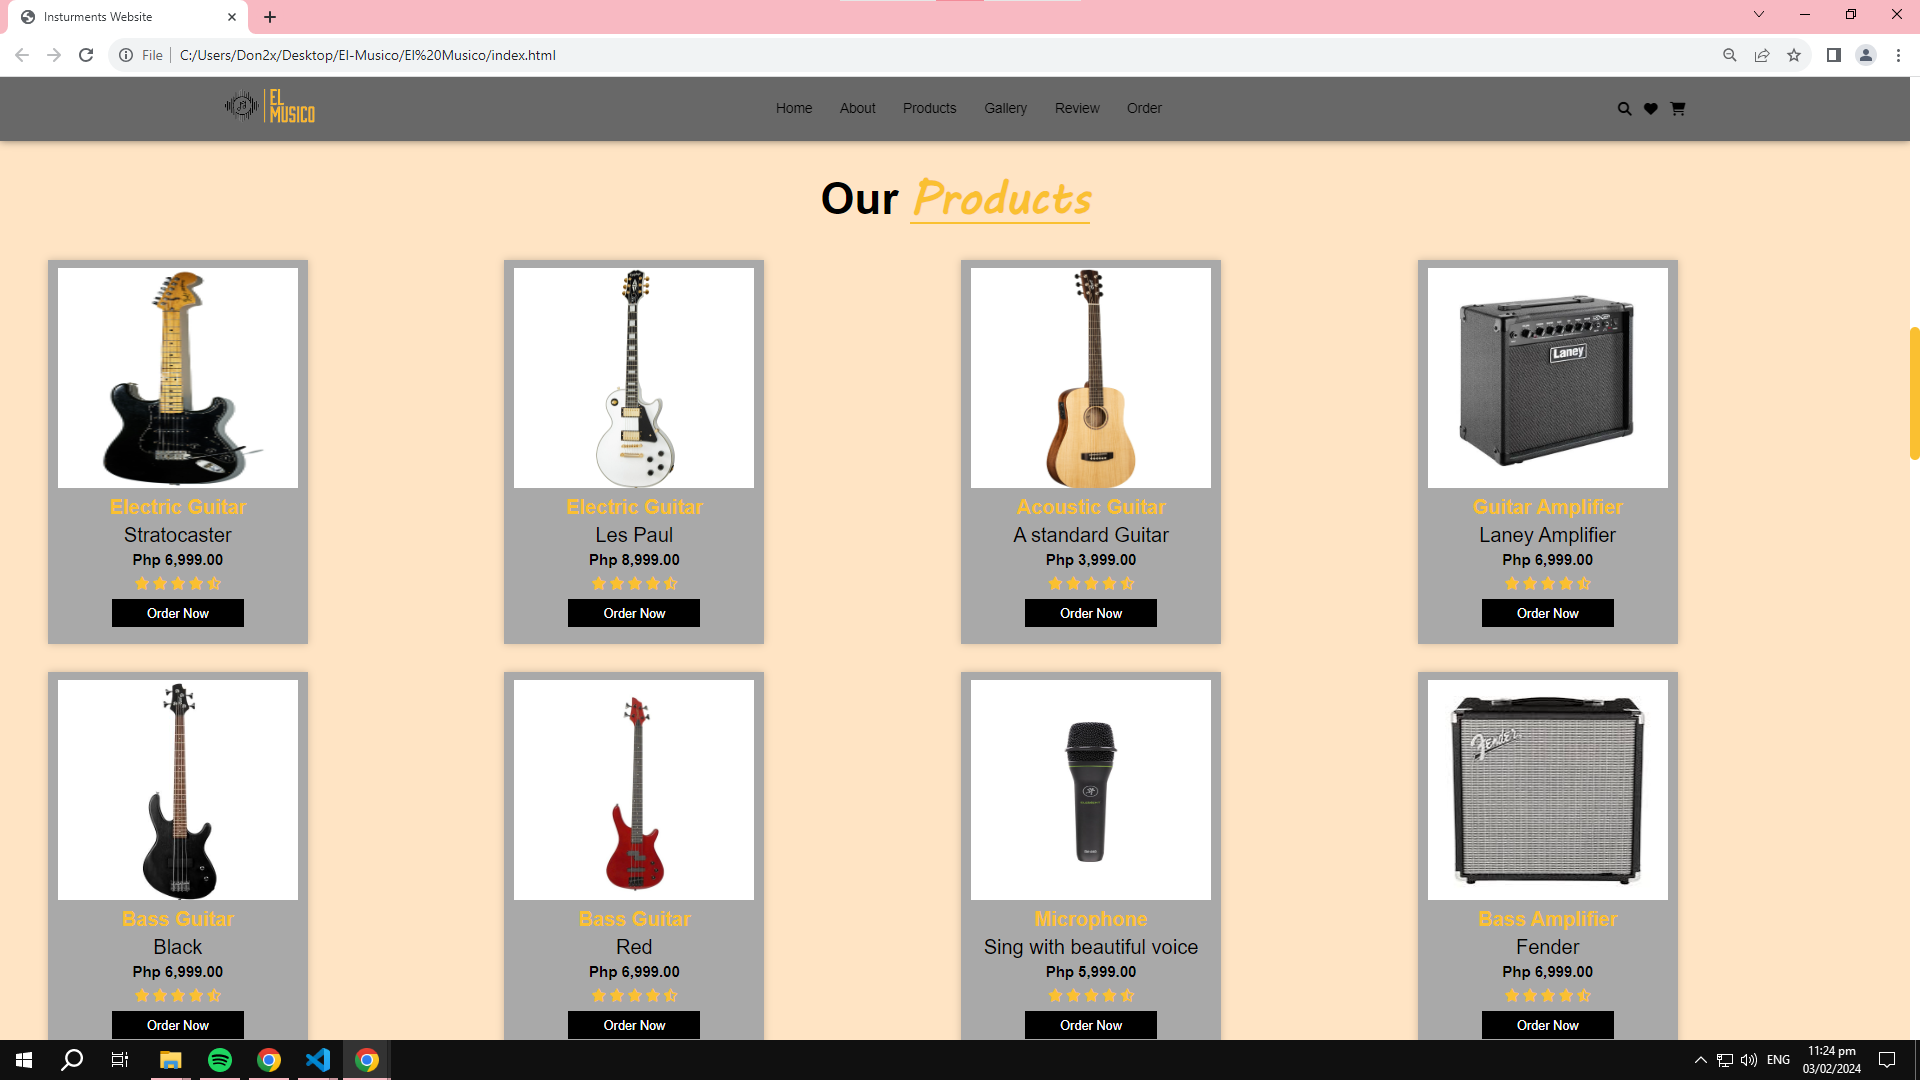 Insturments Website
File
C:/Users/Don2x/Desktop/El-Musico/El%20Musico/index.html
EL
MUSICO
Home About Products Gallery Review Order
Our Products
Electric Guitar
Stratocaster
Php 6,999.00
Order Now
Electric Guitar
Les Paul
Php 8,999.00
Order Now
Acoustic Guitar
A standard Guitar
Php 3,999.00
Order Now
Laney
Guitar Amplifier
Laney Amplifier
Php 6,999.00
Order Now
Bass Guitar
Black
Php 6,999.00
Order Now
Bass Guitar
Red
Php 6,999.00
Order Now
Microphone
Sing with beautiful voice
Php 5,999.00
Order Now
Fender
Bass Amplifier
Fender
Php 6,999.00
Order Now
ENG
11:24 pm
03/02/2024